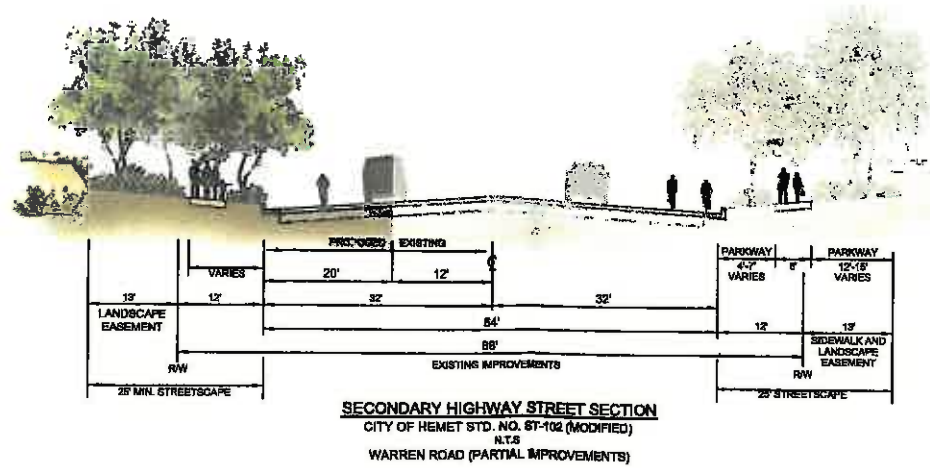 PROPOSED EXISTING
PARKWAY PARKWAY
VARIES 20' 12' ℄ 4'-7' 12'-15'
VARIES VARIES
13' 12' 32' 32'
LANDSCAPE
EASEMENT
64' 12' 13'
88' SIDEWALK AND
LANDSCAPE
EASEMENT
R/W EXISTING IMPROVEMENTS R/W
25' MIN. STREETSCAPE 25' STREETSCAPE
SECONDARY HIGHWAY STREET SECTION
CITY OF HEMET STD. NO. ST-102 (MODIFIED)
N.T.S
WARREN ROAD (PARTIAL IMPROVEMENTS)